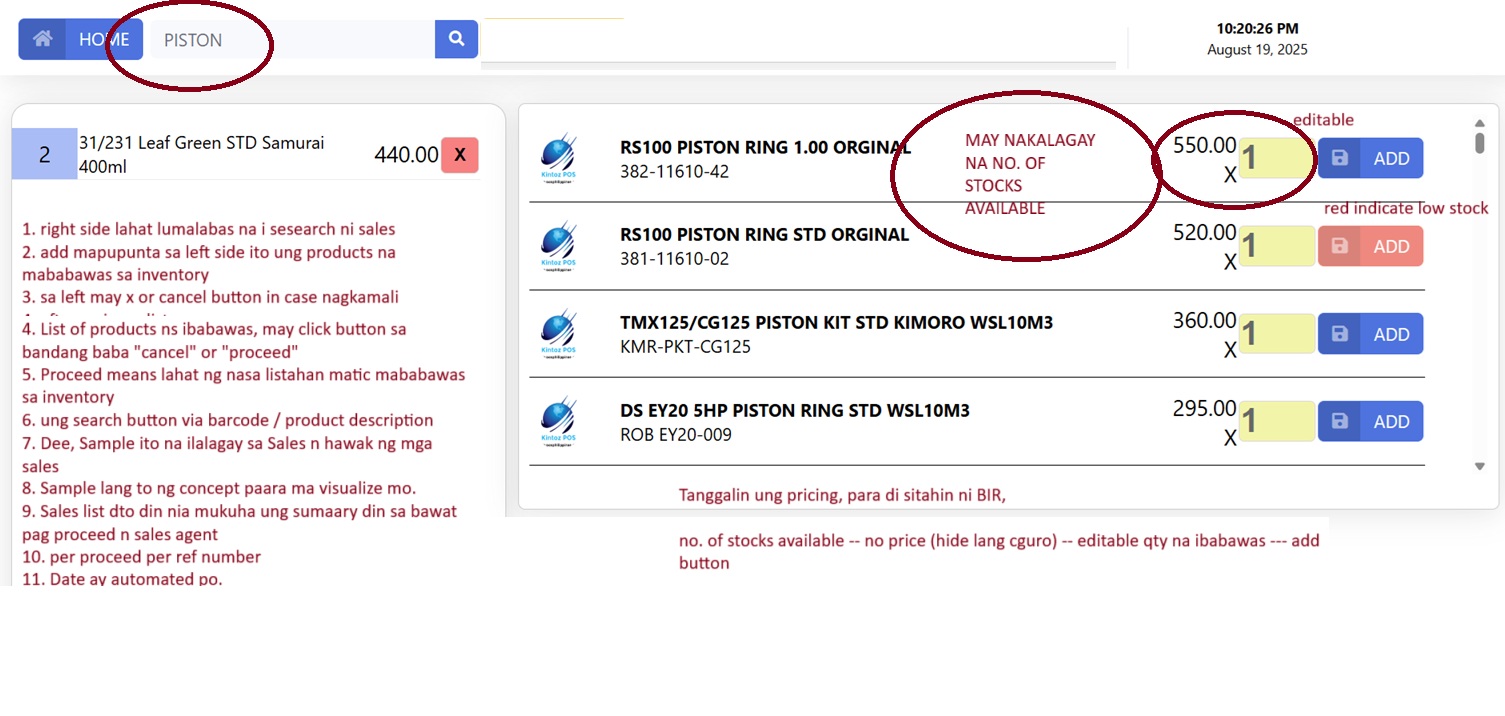 HOME
PISTON
10:20:26 PM
August 19, 2025
2
31/231 Leaf Green STD Samurai
400ml
440.00
X
1. right side lahat lumalabas na i sesearch ni sales
2. add mapupunta sa left side ito ung products na
mababawas sa inventory
3. sa left may x or cancel button in case nagkamali
4. List of products ns ibabawas, may click button sa
bandang baba "cancel" or "proceed"
5. Proceed means lahat ng nasa listahan matic mababawas
sa inventory
6. ung search button via barcode / product description
7. Dee, Sample ito na ilalagay sa Sales n hawak ng mga
sales
8. Sample lang to ng concept paara ma visualize mo.
9. Sales list dto din nia mukuha ung sumaary din sa bawat
pag proceed n sales agent
10. per proceed per ref number
11. Date ay automated po.
editable
Kintoz POS
RS100 PISTON RING 1.00 ORGINAL
382-11610-42
MAY NAKALAGAY
NA NO. OF
STOCKS
AVAILABLE
550.00
X
1
ADD
red indicate low stock
Kintoz POS
RS100 PISTON RING STD ORGINAL
381-11610-02
520.00
X
1
ADD
Kintoz POS
TMX125/CG125 PISTON KIT STD KIMORO WSL10M3
KMR-PKT-CG125
360.00
X
1
ADD
Kintoz POS
DS EY20 5HP PISTON RING STD WSL10M3
ROB EY20-009
295.00
X
1
ADD
Tanggalin ung pricing, para di sitahin ni BIR,
no. of stocks available -- no price (hide lang cguro) -- editable qty na ibabawas --- add
button